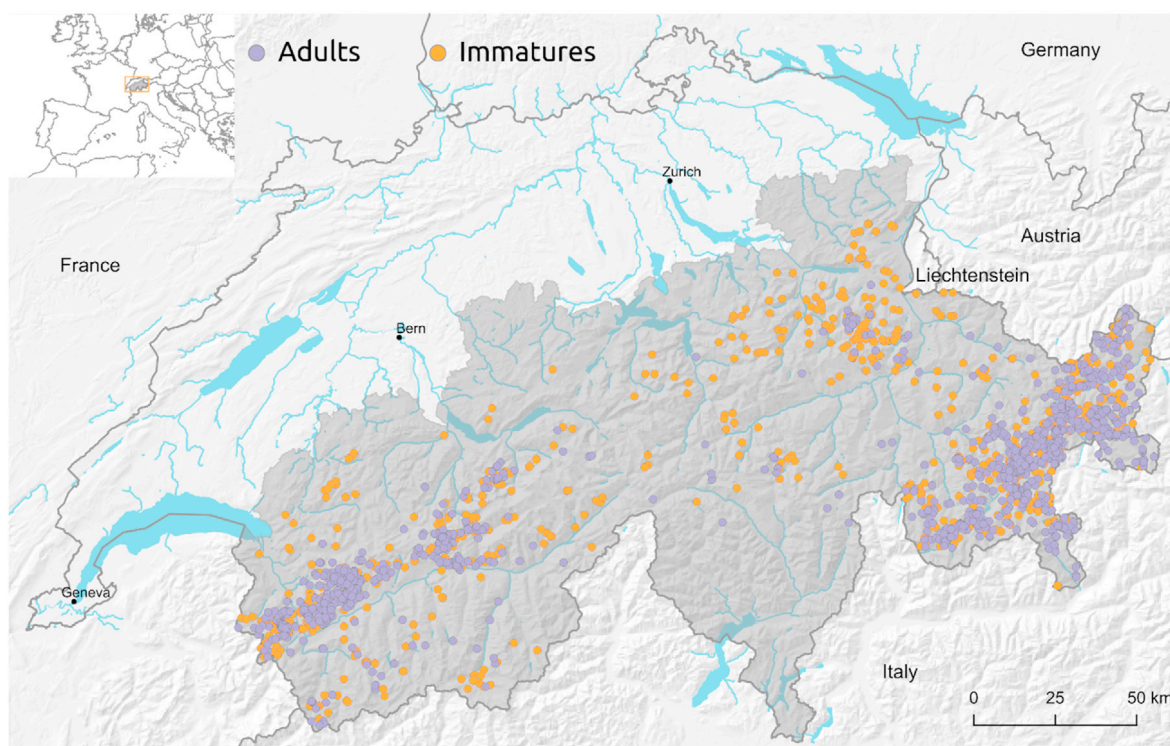 Adults Immatures
Germany
Zurich
Austria
France
Liechtenstein
Bern
Geneva
Italy
0 25 50 km